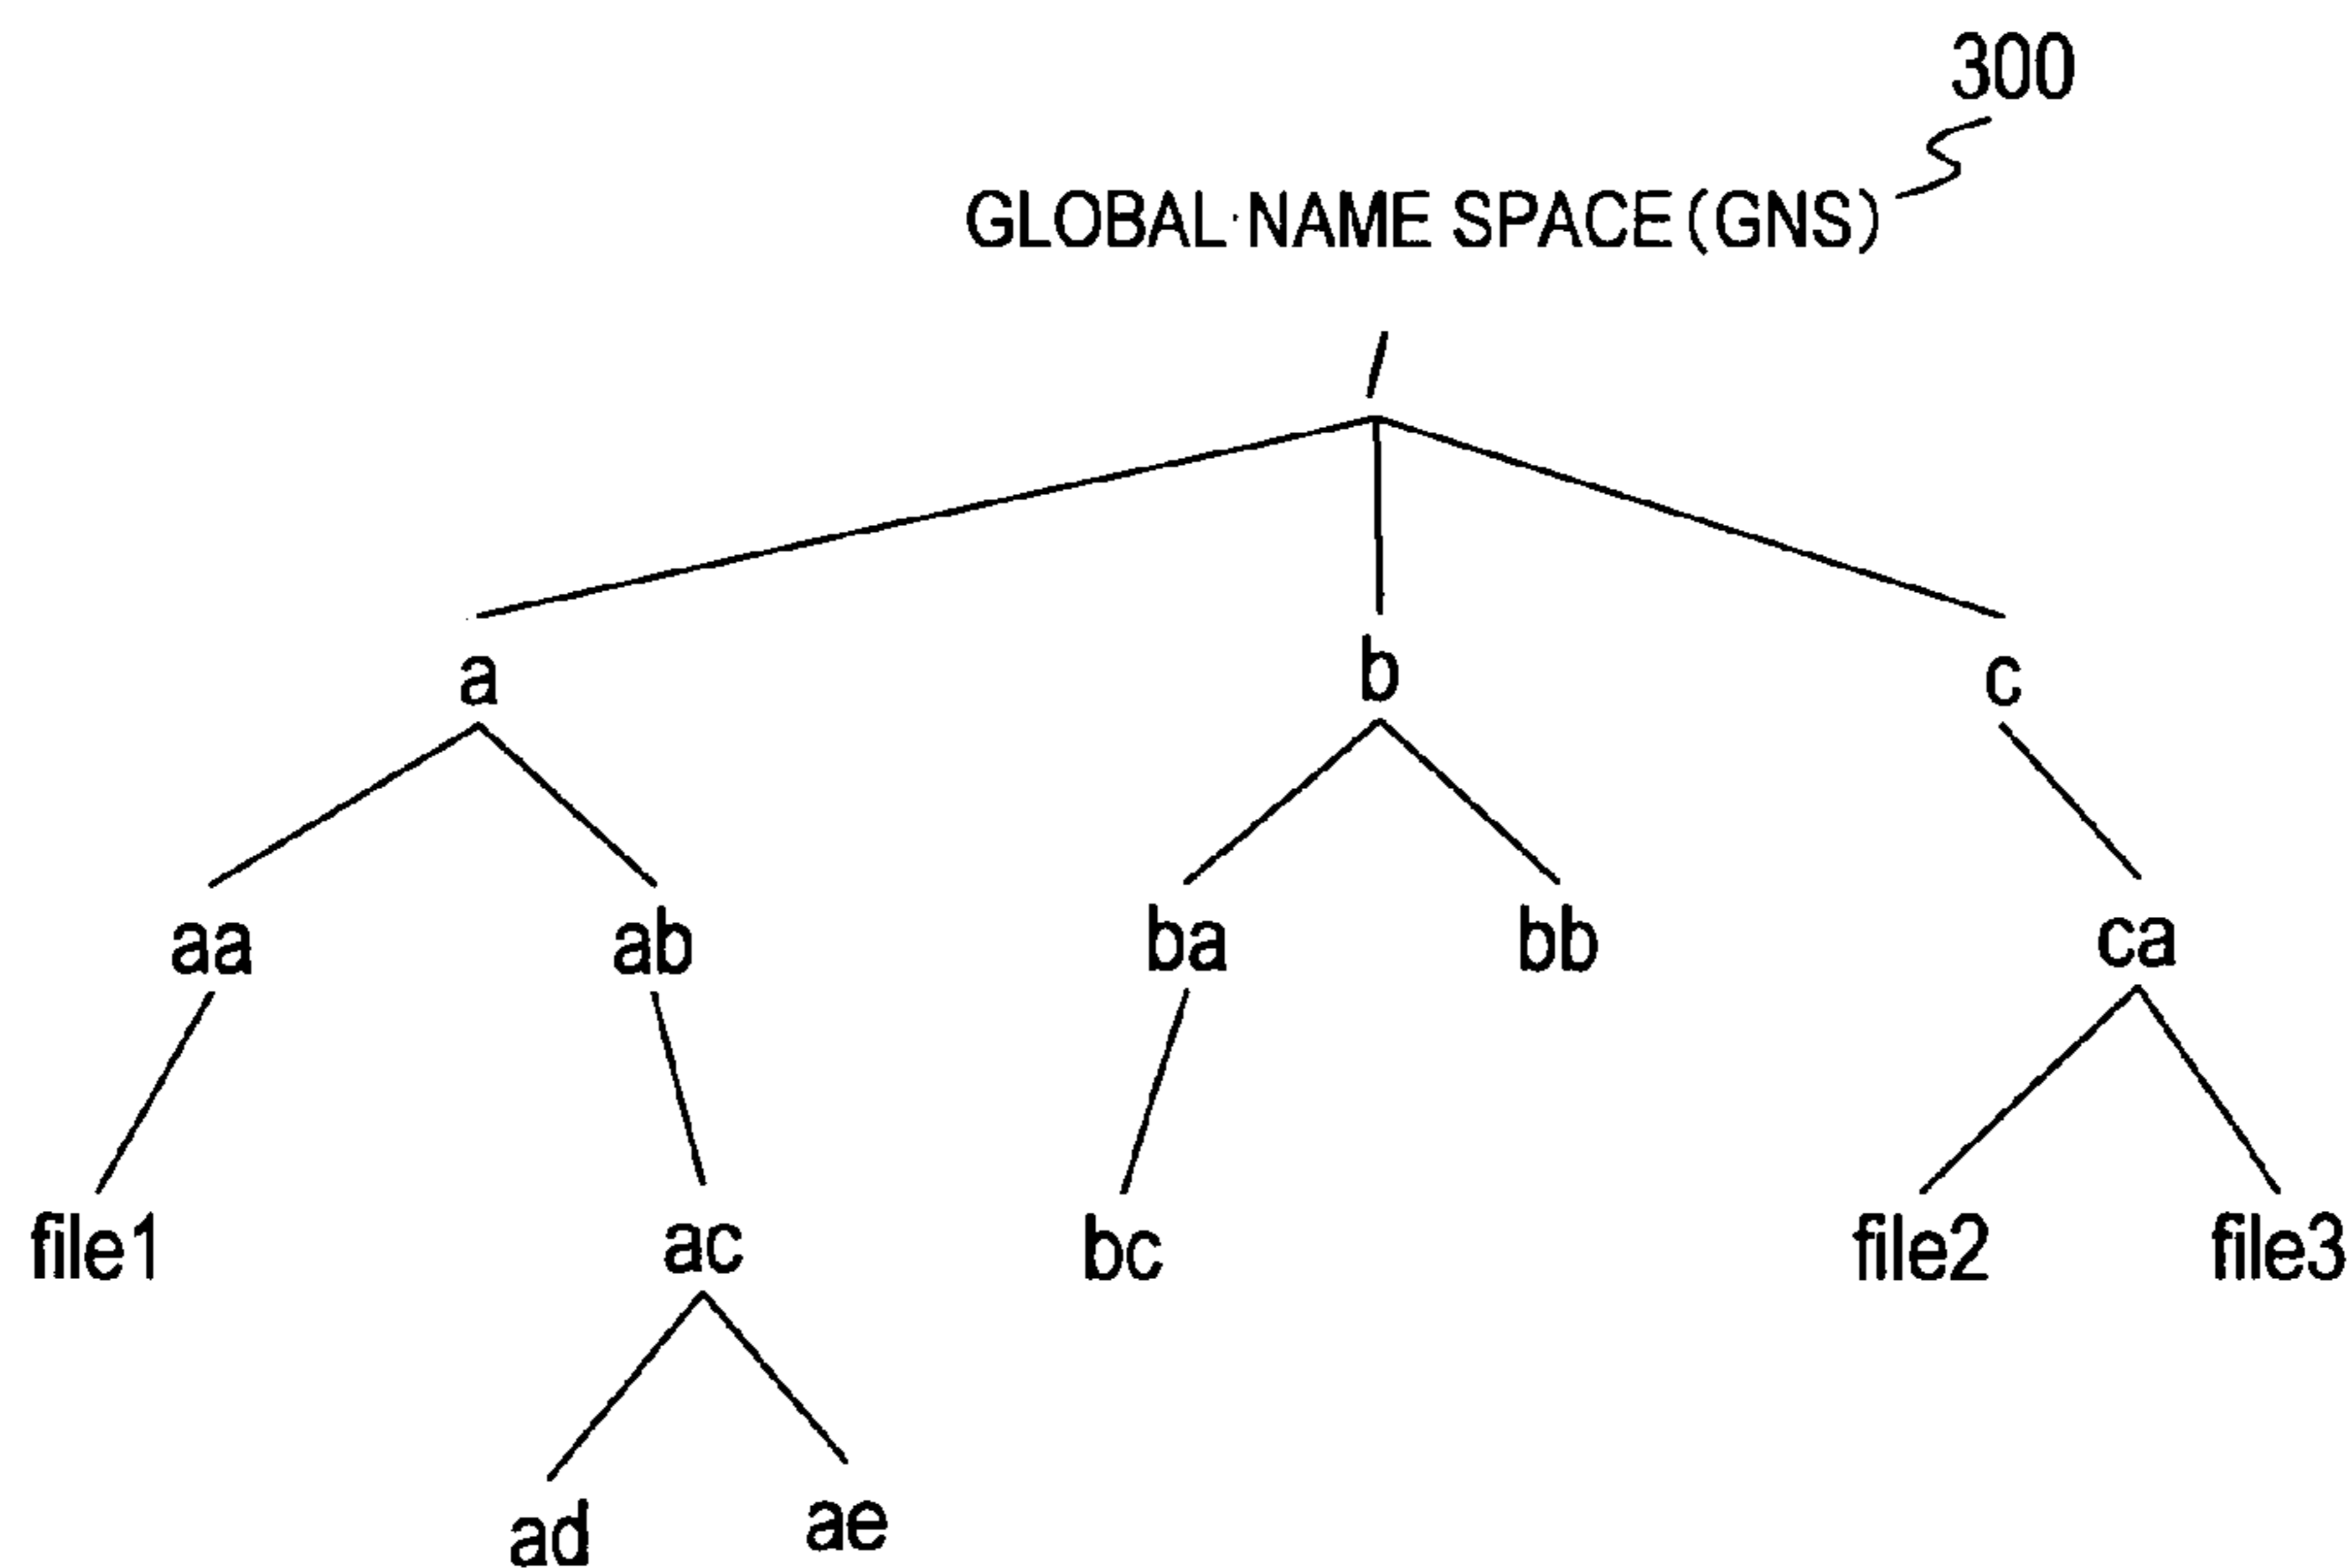 300
GLOBAL·NAME SPACE(GNS)
/
a b c
aa ab ba bb ca
file1 ac bc file2 file3
ad ae